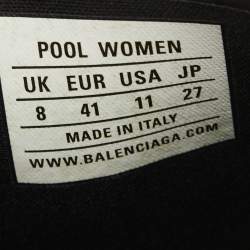 POOL WOMEN
UK EUR USA JP
8 41 11 27
MADE IN ITALY
WWW.BALENCIAGA.COM